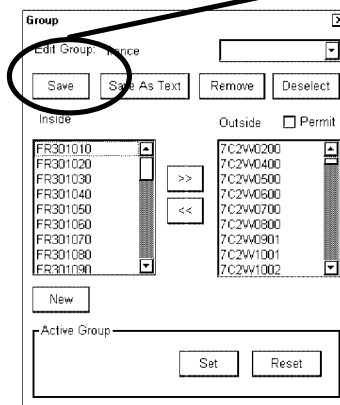 Group
Edit Group:
Save Save As Text Remove Deselect
Inside Outside Permit
FR301010 7C2W0200
FR301020 7C2W0400
FR301030 >> 7C2W0500
FR301040 7C2W0600
FR301050 << 7C2W0700
FR301060 7C2W0800
FR301070 7C2W0901
FR301080 7C2W1001
FR301090 7C2W1002
New
Active Group
Set Reset